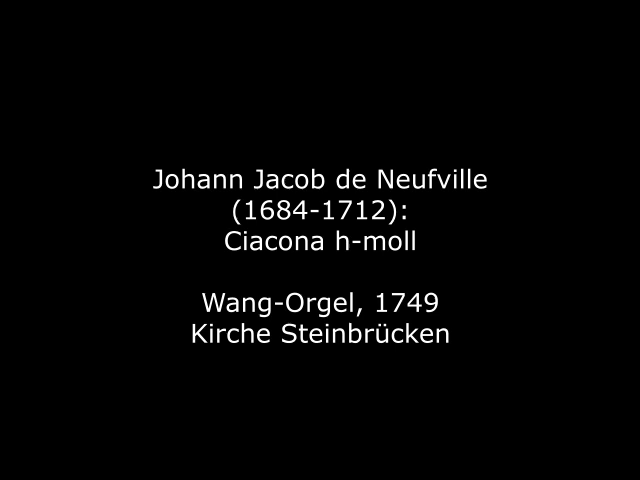 Johann Jacob de Neufville
(1684-1712):
Ciacona h-moll
Wang-Orgel, 1749
Kirche Steinbrücken